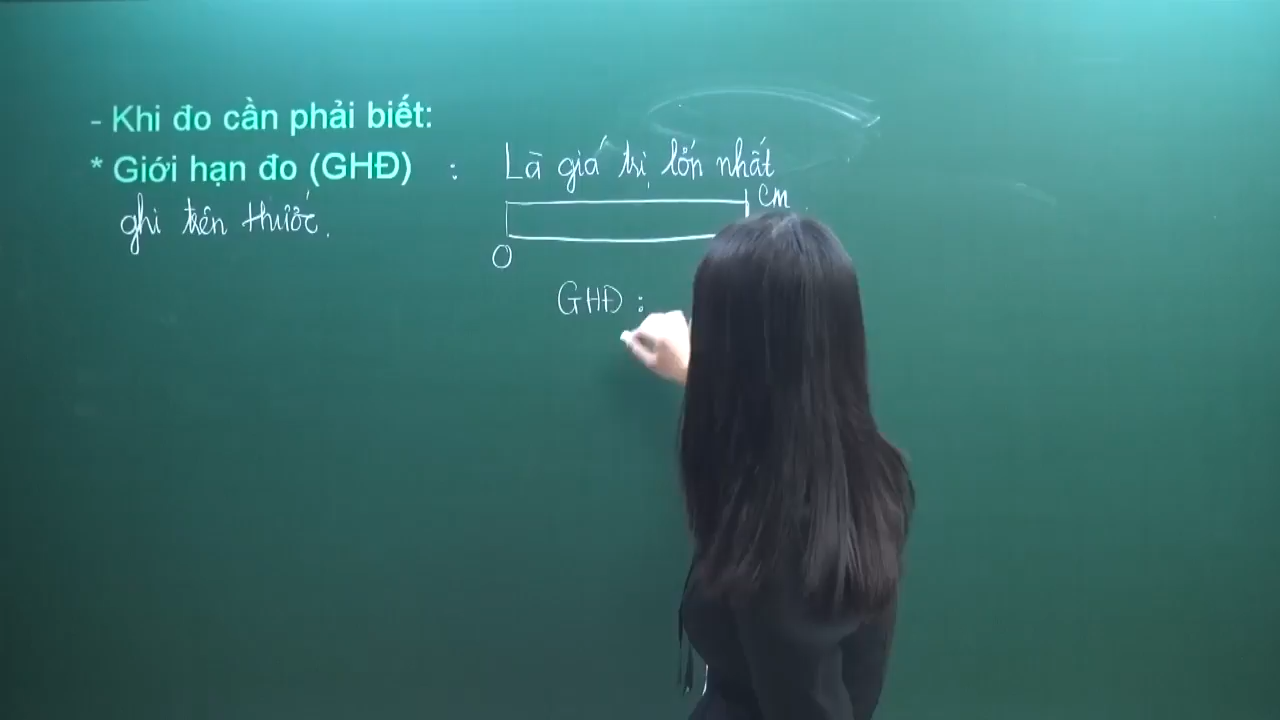 - Khi đo cần phải biết:
* Giới hạn đo (GHĐ) : Là giá trị lớn nhất
ghi trên thước.
cm
0
GHĐ :